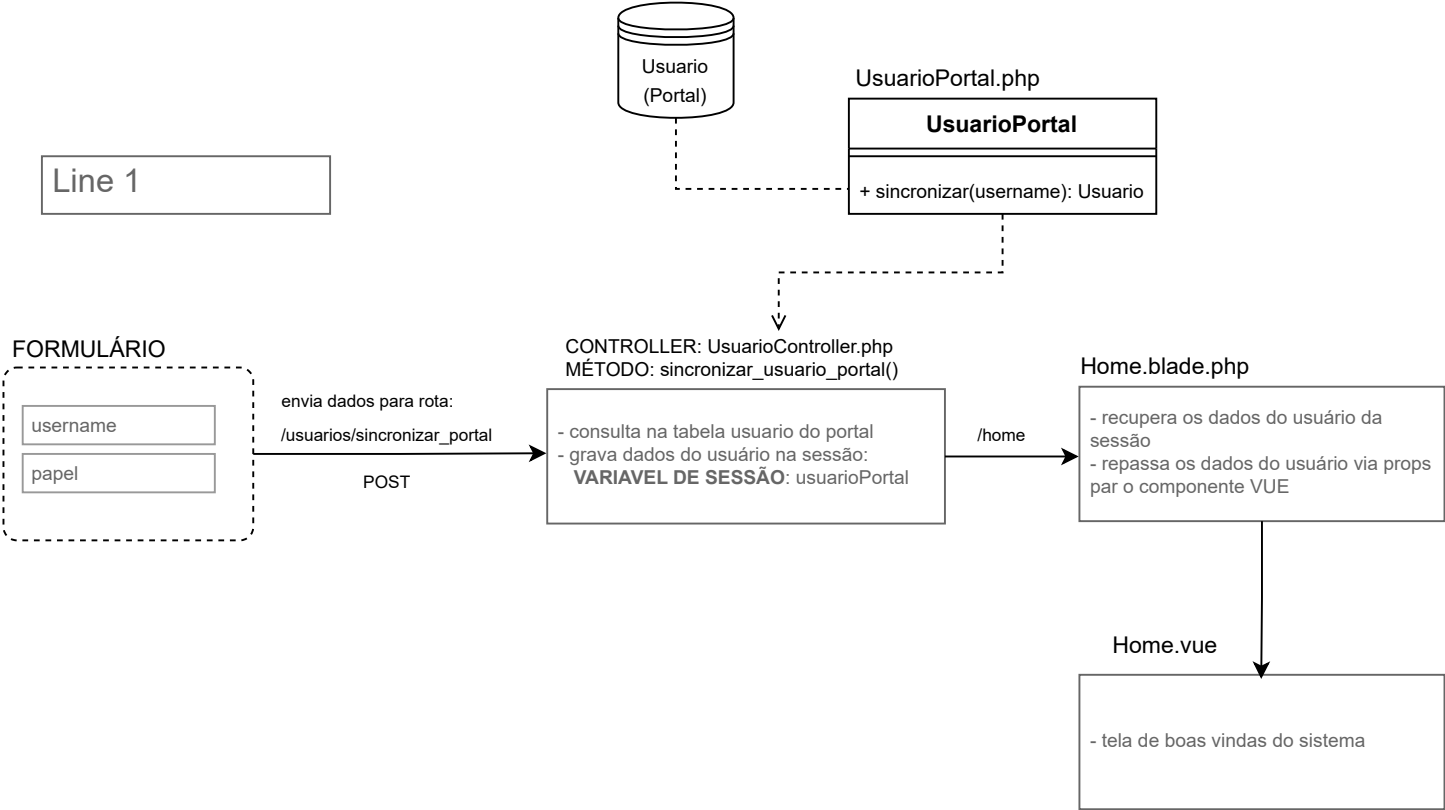 Usuario
(Portal)
UsuarioPortal.php
UsuarioPortal
+ sincronizar(username): Usuario
Line 1
FORMULÁRIO
username
papel
envia dados para rota:
/usuarios/sincronizar_portal
POST
CONTROLLER: UsuarioController.php
MÉTODO: sincronizar_usuario_portal()
- consulta na tabela usuario do portal
- grava dados do usuário na sessão:
VARIAVEL DE SESSÃO: usuarioPortal
/home
Home.blade.php
- recupera os dados do usuário da
sessão
- repassa os dados do usuário via props
par o componente VUE
Home.vue
- tela de boas vindas do sistema